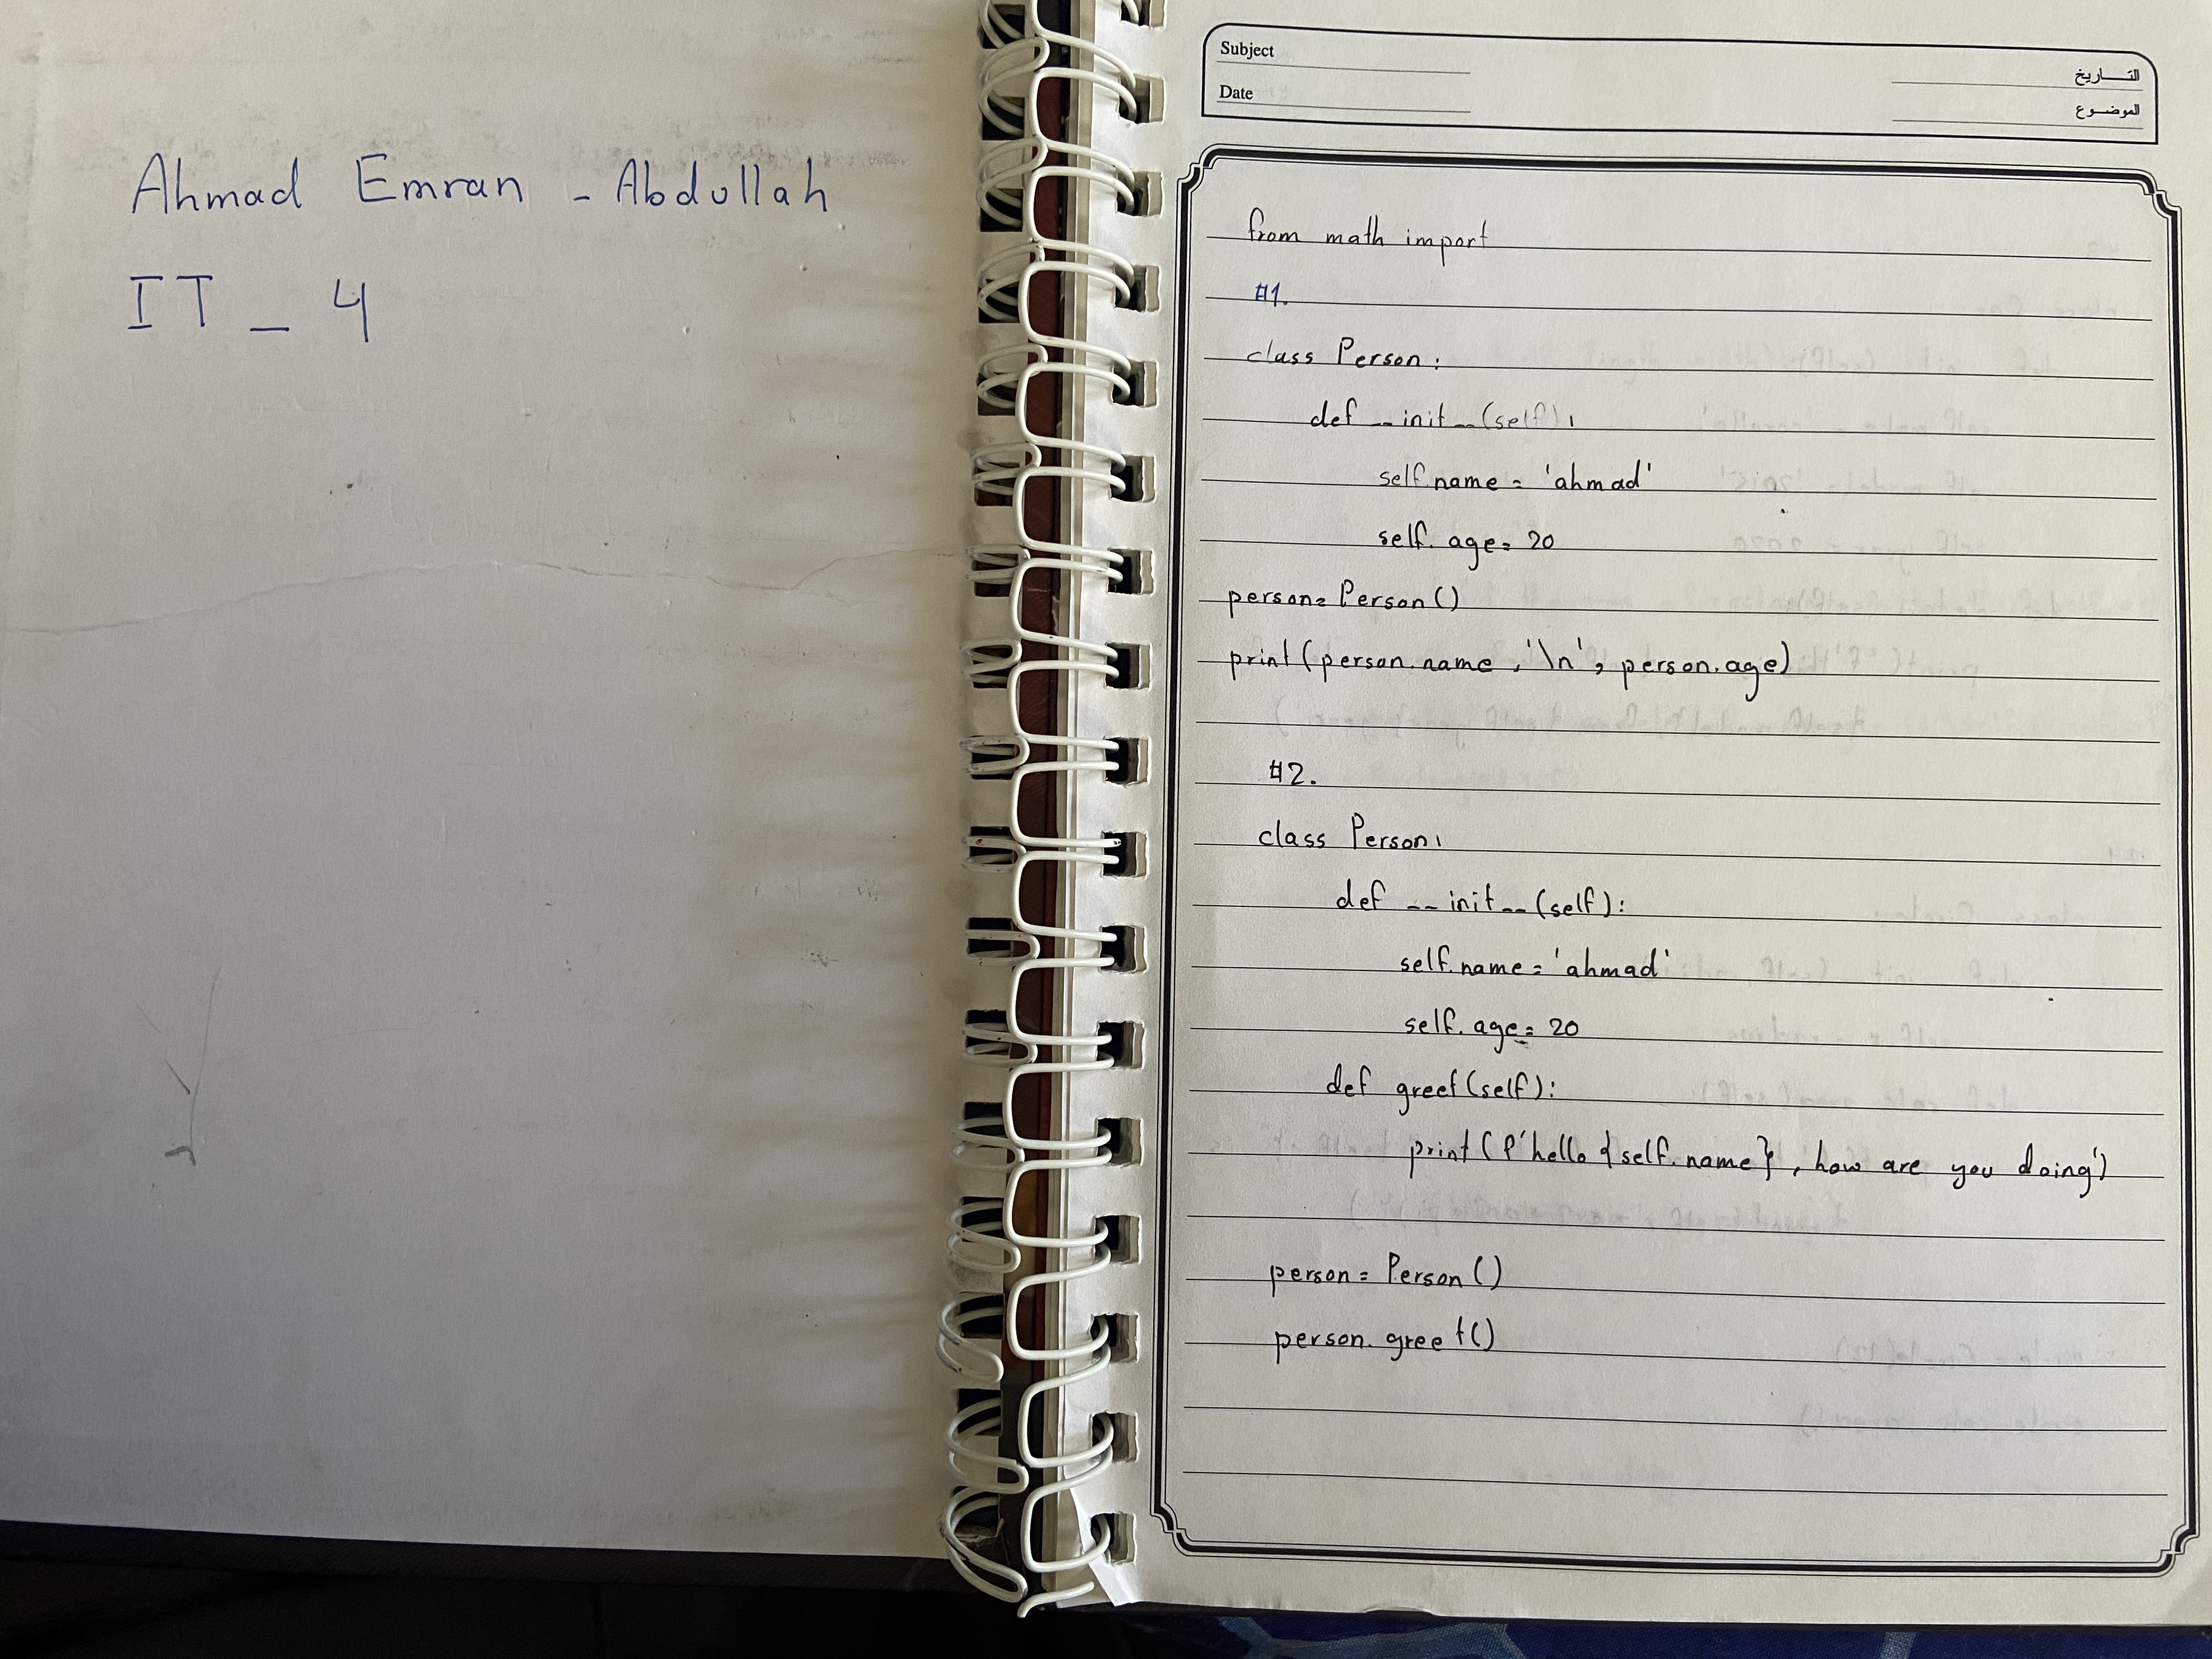 Ahmad Emran - Abdullah
IT - 4
Subject
Date
التـــاريخ
الموضــوع
from math import
#1.
class Person:
def __init__(self),
self.name = 'ahmad'
self.age = 20
person = Person()
print(person.name, '\n', person.age)
#2.
class Person,
def __init__(self):
self.name = 'ahmad'
self.age = 20
def greet(self):
print(f'hello {self.name}, how are you doing')
person = Person()
person.greet()